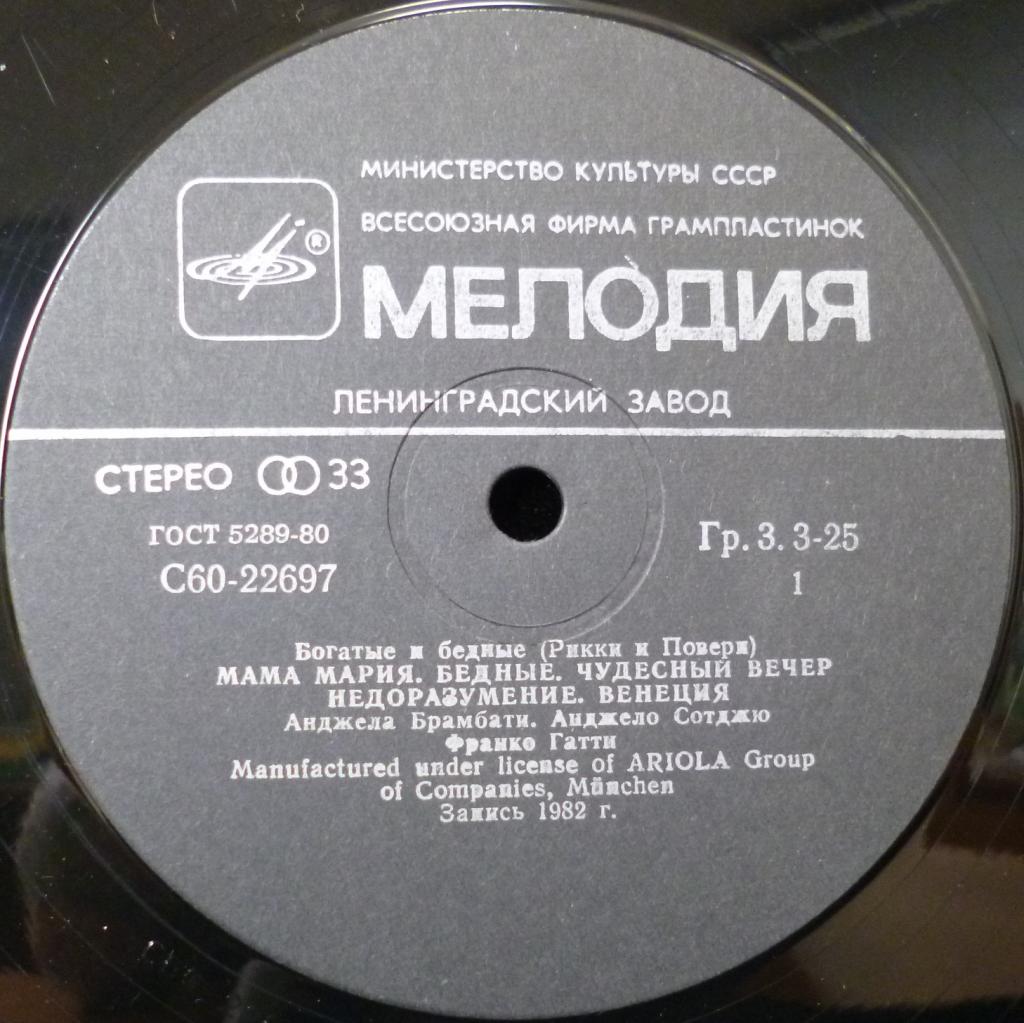 МИНИСТЕРСТВО КУЛЬТУРЫ СССР
ВСЕСОЮЗНАЯ ФИРМА ГРАМПЛАСТИНОК
®
МЕЛОДИЯ
ЛЕНИНГРАДСКИЙ ЗАВОД
СТЕРЕО 33
ГОСТ 5289-80
Гр. 3. 3-25
С60-22697
1
Богатые и бедные (Рикки и Повери)
МАМА МАРИЯ. БЕДНЫЕ. ЧУДЕСНЫЙ ВЕЧЕР
НЕДОРАЗУМЕНИЕ. ВЕНЕЦИЯ
Анджела Брамбати. Анджело Сотджю
Франко Гатти
Manufactured under license of ARIOLA Group
of Companies, München
Запись 1982 г.